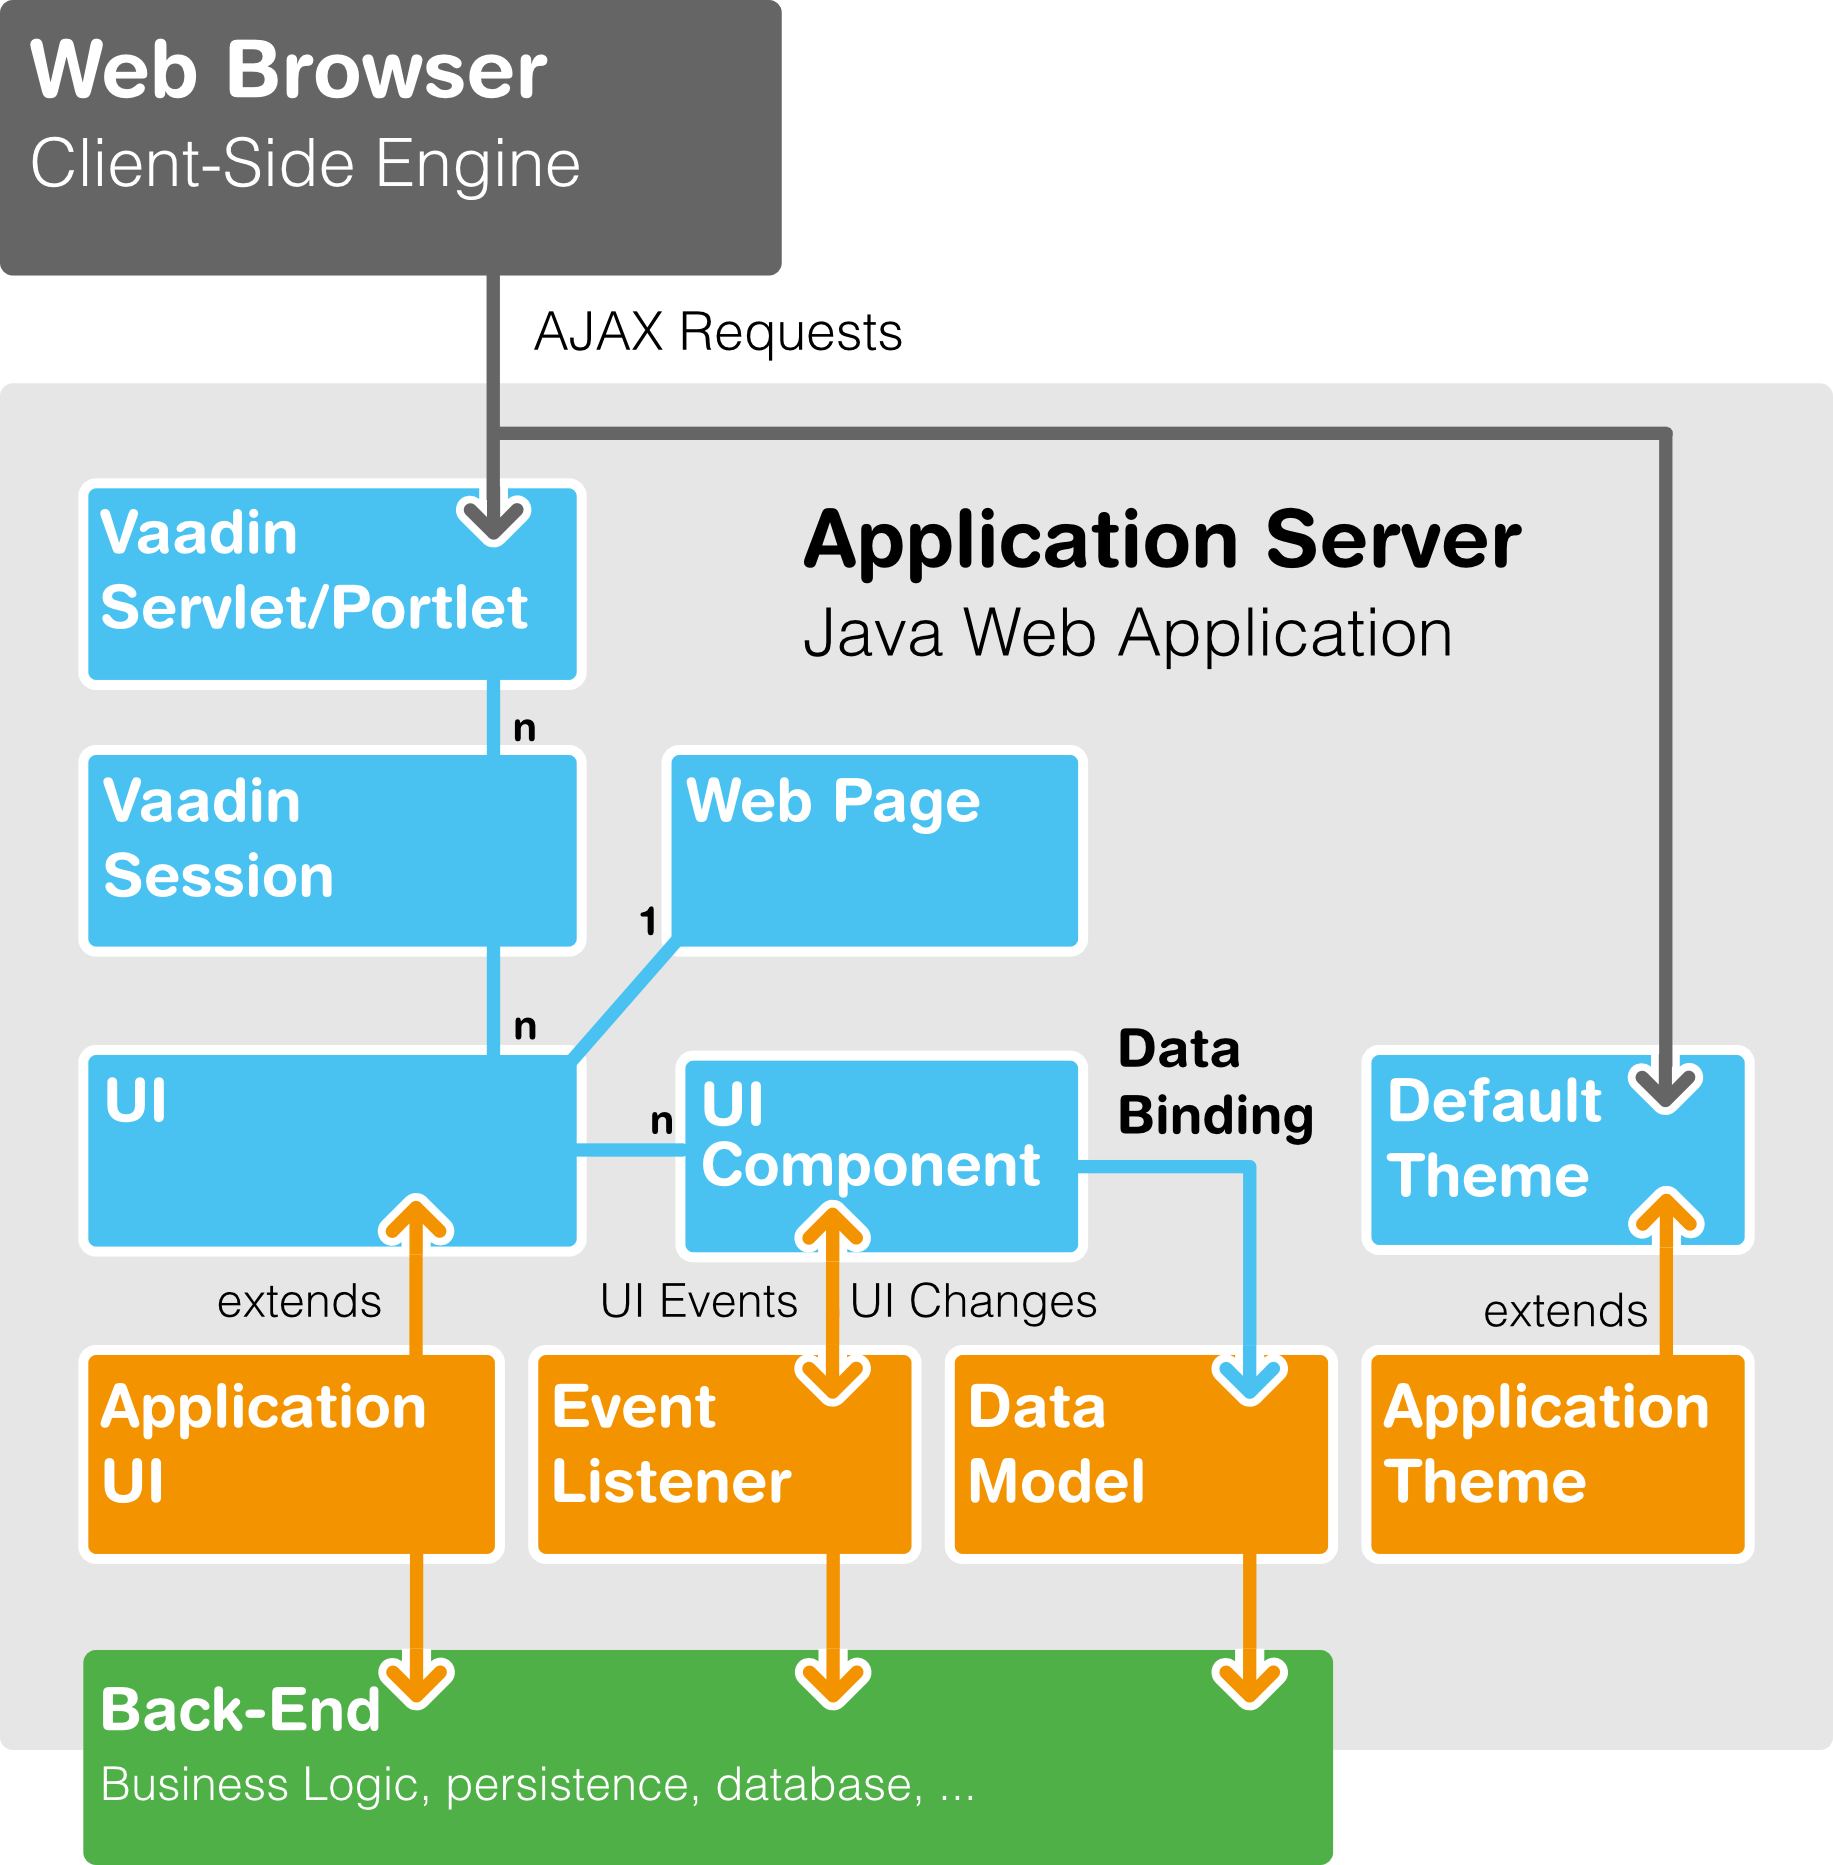 Web Browser
Client-Side Engine
AJAX Requests
Vaadin
Servlet/Portlet
Application Server
Java Web Application
n
Vaadin
Session
Web Page
1
n
UI
n
UI
Component
Data
Binding
Default
Theme
extends
UI Events
UI Changes
extends
Application
UI
Event
Listener
Data
Model
Application
Theme
Back-End
Business Logic, persistence, database, ...